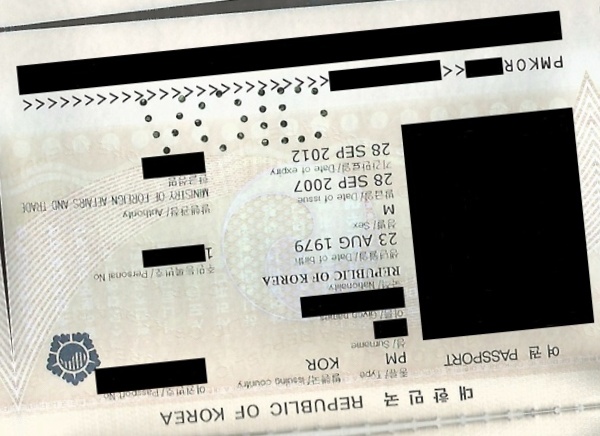 대한민국 REPUBLIC OF KOREA
여권 PASSPORT
종류/ Type 발행국/ Issuing country 여권번호/ Passport No
PM KOR
성/ Surname
이름/ Given names
국적/ Nationality
REPUBLIC OF KOREA
생년월일/ Date of birth 주민등록번호/ Personal No
23 AUG 1979
성별/ Sex
M
발급일/ Date of issue 발행관청/ Authority
28 SEP 2007 MINISTRY OF FOREIGN AFFAIRS AND TRADE
기간만료일/ Date of expiry 한글성명
28 SEP 2012
PMKOR <<